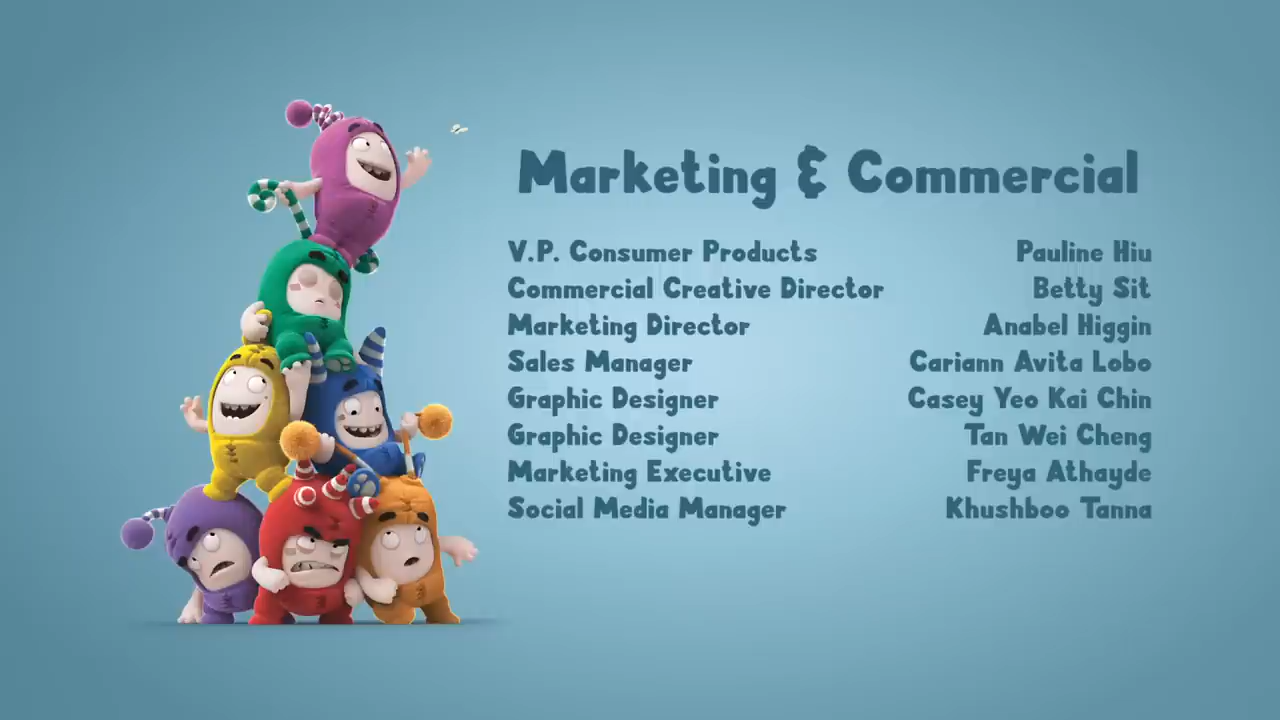 Marketing & Commercial
V.P. Consumer Products Pauline Hiu
Commercial Creative Director Betty Sit
Marketing Director Anabel Higgin
Sales Manager Cariann Avita Lobo
Graphic Designer Casey Yeo Kai Chin
Graphic Designer Tan Wei Cheng
Marketing Executive Freya Athayde
Social Media Manager Khushboo Tanna